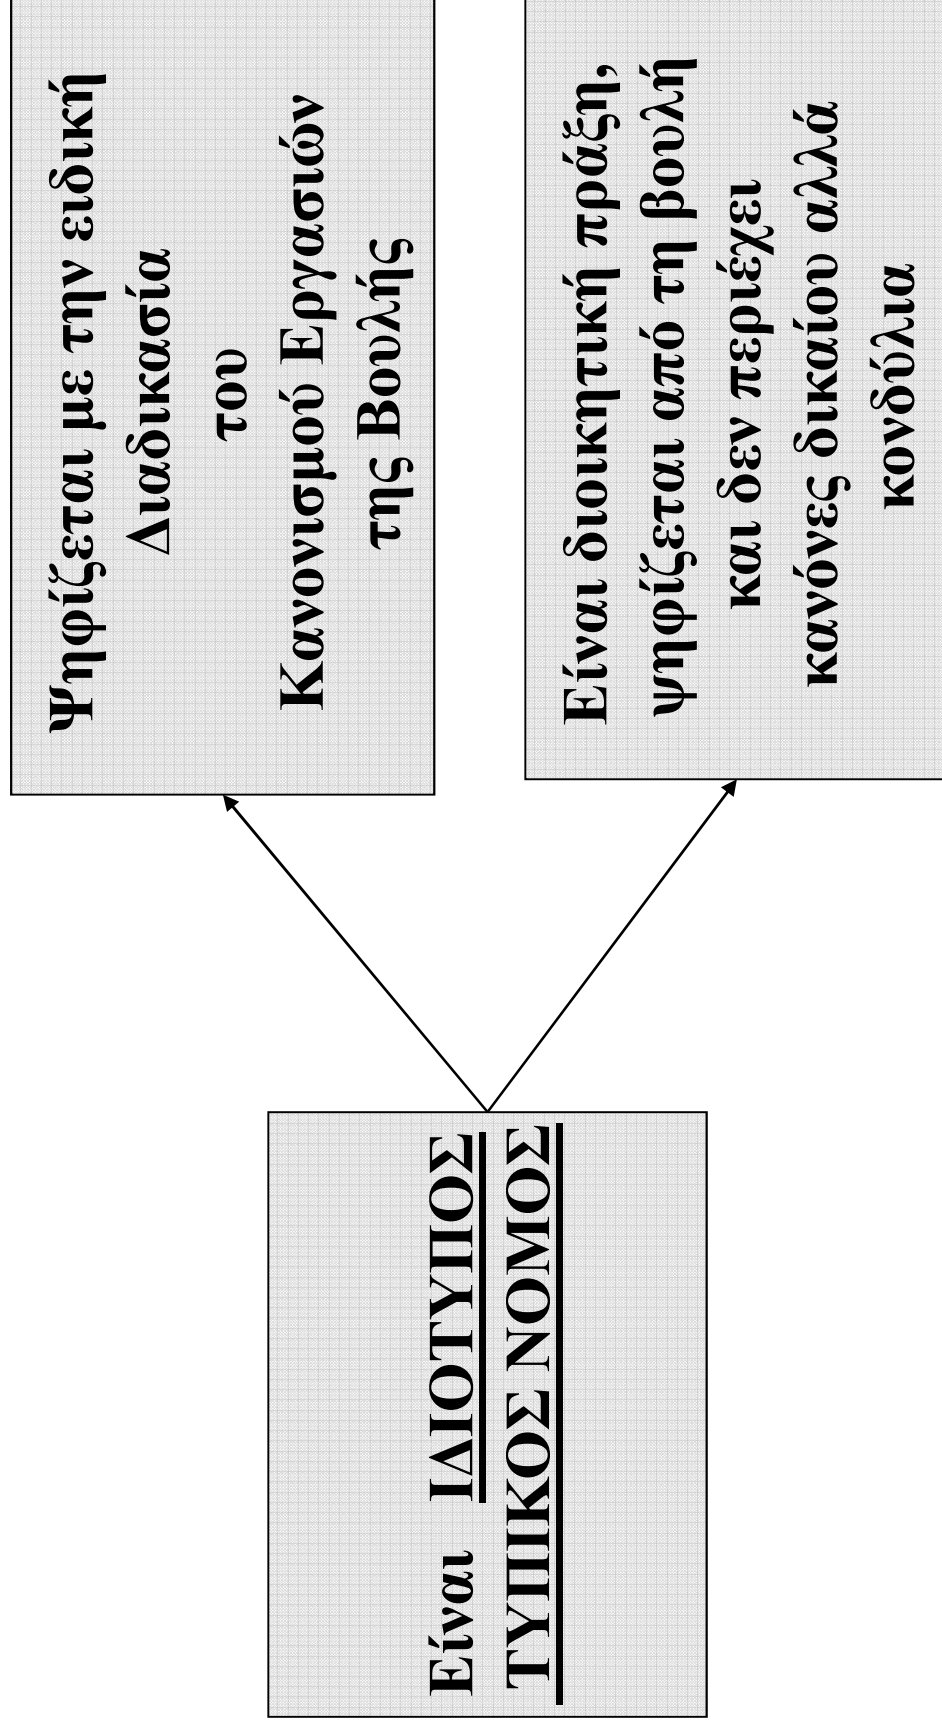 Είναι ΙΔΙΟΤΥΠΟΣ
ΤΥΠΙΚΟΣ ΝΟΜΟΣ
Ψηφίζεται με την ειδική
Διαδικασία
του
Κανονισμού Εργασιών
της Βουλής
Είναι διοικητική πράξη,
ψηφίζεται από τη βουλή
και δεν περιέχει
κανόνες δικαίου αλλά
κονδύλια